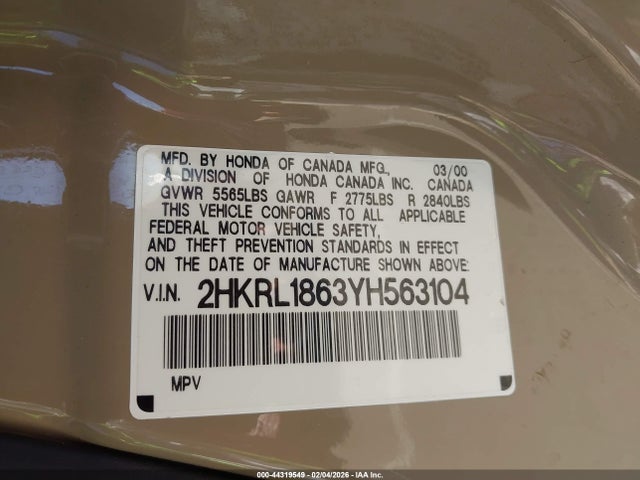 MFD. BY HONDA OF CANADA MFG., 03/00
A DIVISION OF HONDA CANADA INC. CANADA
GVWR 5565LBS GAWR F 2775LBS R 2840LBS
THIS VEHICLE CONFORMS TO ALL APPLICABLE
FEDERAL MOTOR VEHICLE SAFETY,
AND THEFT PREVENTION STANDARDS IN EFFECT
ON THE DATE OF MANUFACTURE SHOWN ABOVE.
V.I.N. 2HKRL1863YH563104
MPV
000-44319549 - 02/04/2026 - IAA Inc.